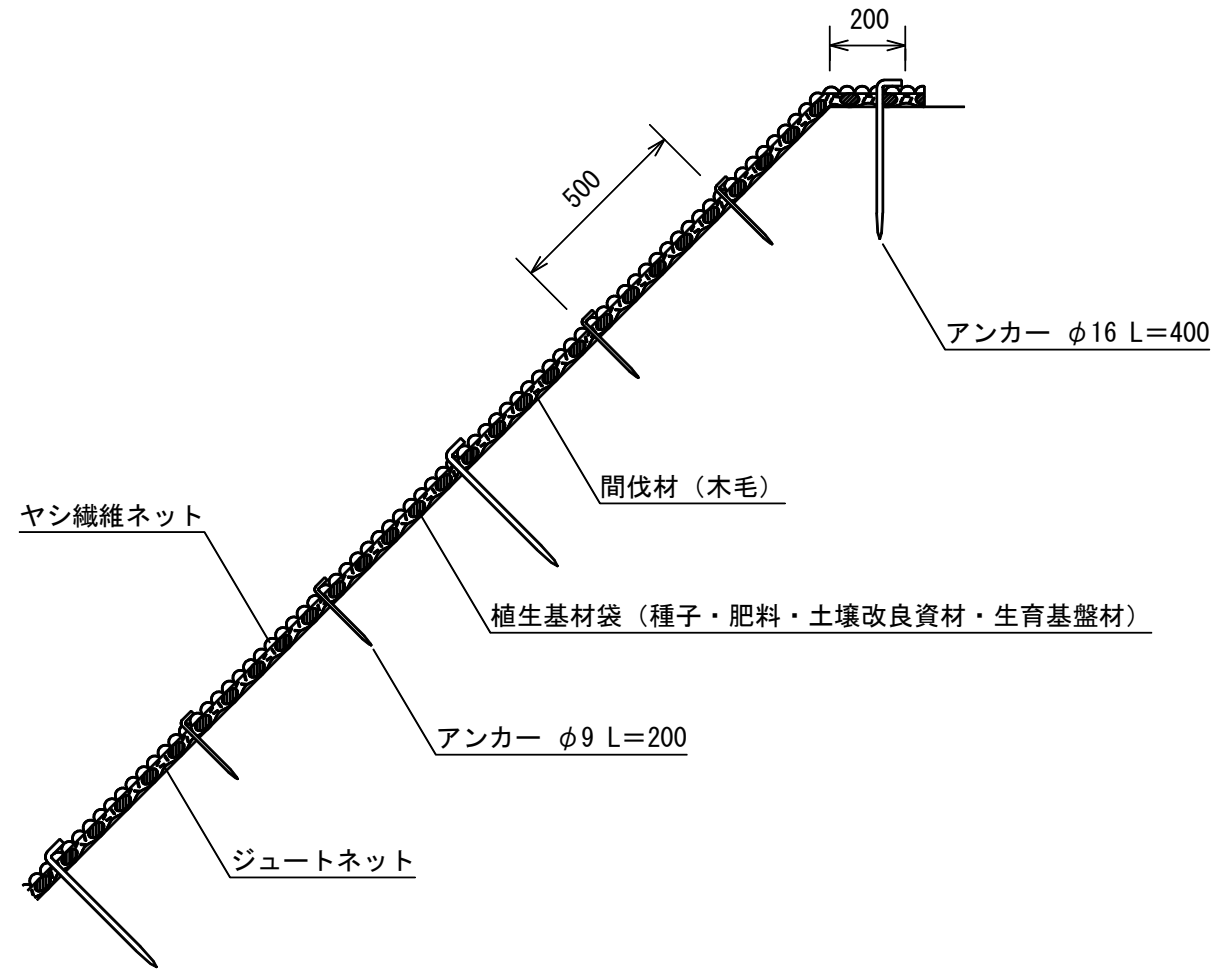 200
500
アンカー φ16 L=400
間伐材（木毛）
ヤシ繊維ネット
植生基材袋（種子・肥料・土壌改良資材・生育基盤材）
アンカー φ9 L=200
ジュートネット